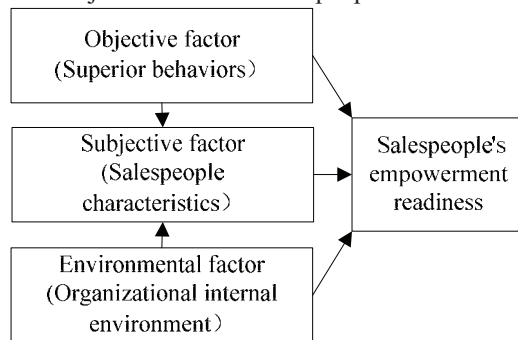 Objective factor
(Superior behaviors）
Subjective factor
(Salespeople
characteristics）
Environmental factor
(Organizational internal
environment）
Salespeople's
empowerment
readiness